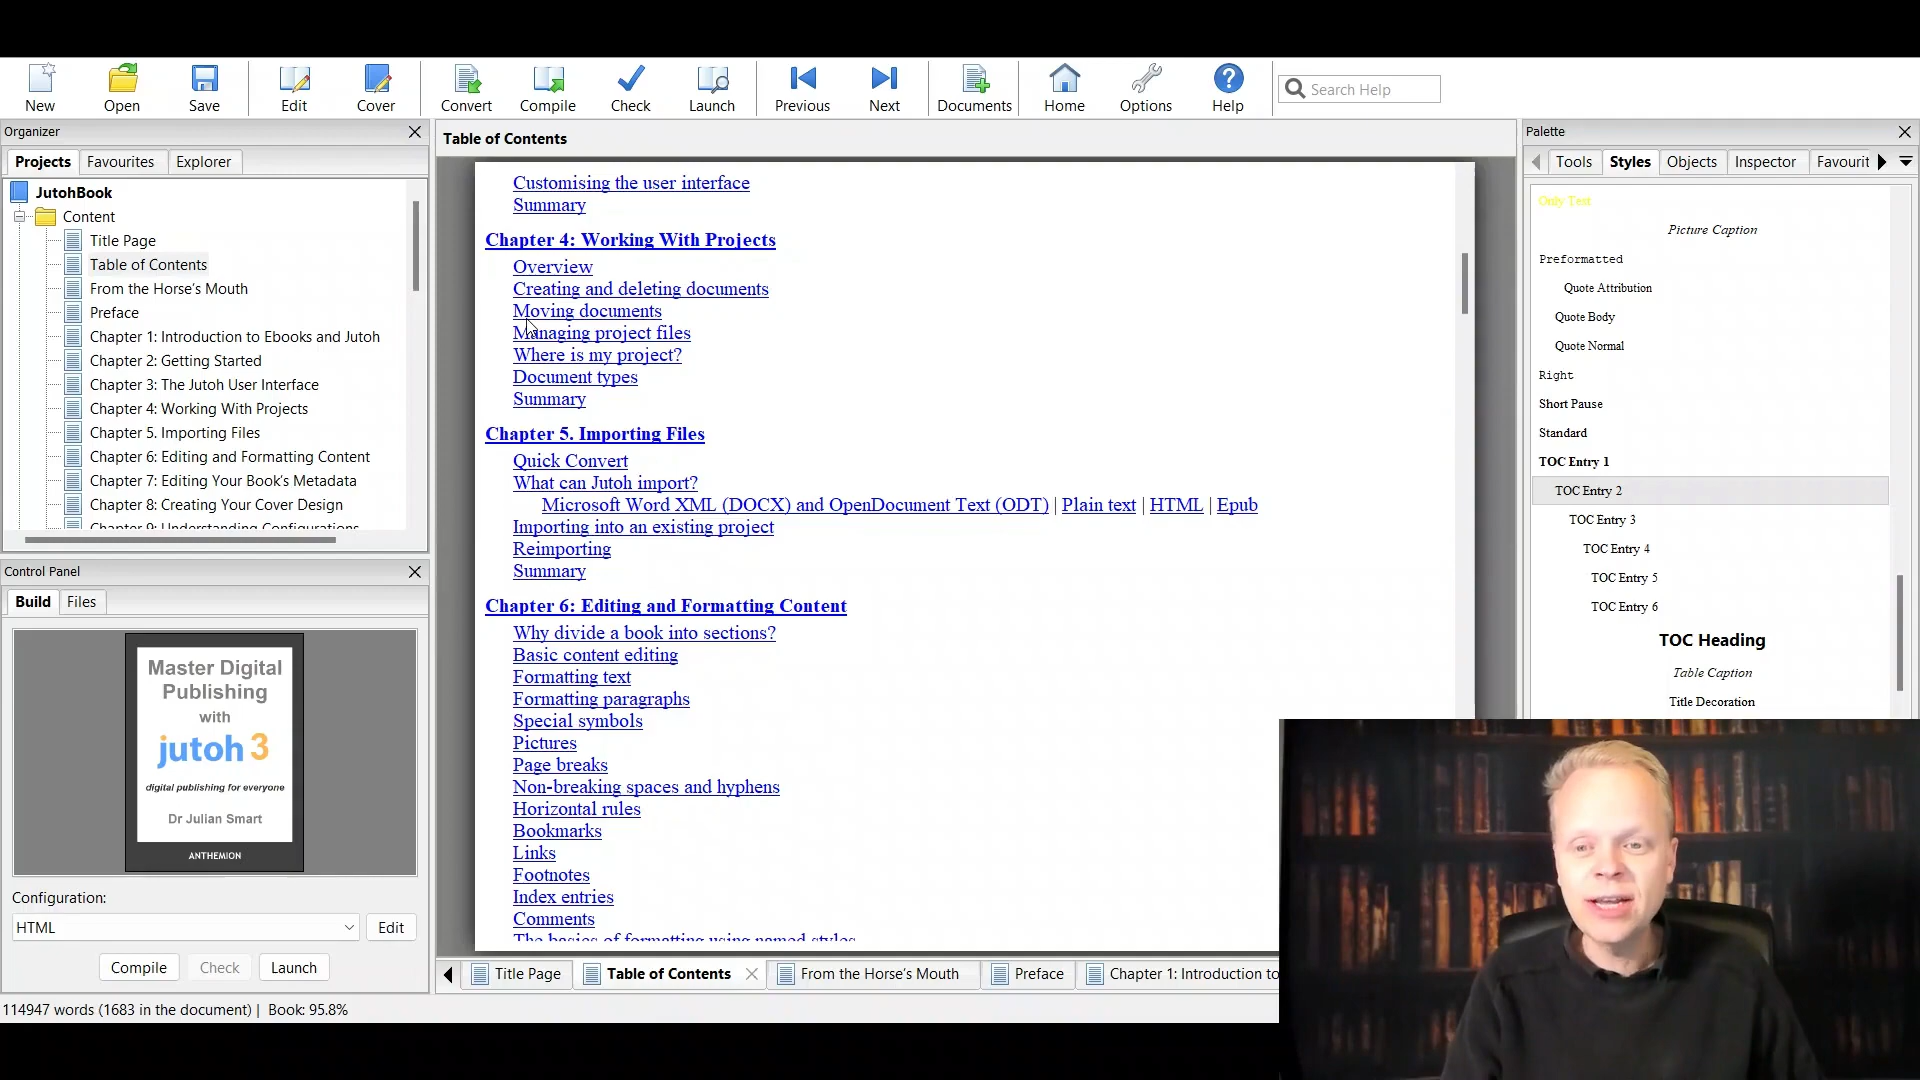 New
Open
Save
Edit
Cover
Convert
Compile
Check
Launch
Previous
Next
Documents
Home
Options
Help
Search Help
Organizer
Projects
Favourites
Explorer
JutohBook
Content
Title Page
Table of Contents
From the Horse's Mouth
Preface
Chapter 1: Introduction to Ebooks and Jutoh
Chapter 2: Getting Started
Chapter 3: The Jutoh User Interface
Chapter 4: Working With Projects
Chapter 5. Importing Files
Chapter 6: Editing and Formatting Content
Chapter 7: Editing Your Book's Metadata
Chapter 8: Creating Your Cover Design
Chapter 9: Understanding Configurations
Control Panel
Build
Files
Master Digital
Publishing
with
jutoh 3
digital publishing for everyone
Dr Julian Smart
ANTHEMION
Configuration:
HTML
Edit
Compile
Check
Launch
114947 words (1683 in the document) | Book: 95.8%
Table of Contents
Customising the user interface
Summary
Chapter 4: Working With Projects
Overview
Creating and deleting documents
Moving documents
Managing project files
Where is my project?
Document types
Summary
Chapter 5. Importing Files
Quick Convert
What can Jutoh import?
Microsoft Word XML (DOCX) and OpenDocument Text (ODT) | Plain text | HTML | Epub
Importing into an existing project
Reimporting
Summary
Chapter 6: Editing and Formatting Content
Why divide a book into sections?
Basic content editing
Formatting text
Formatting paragraphs
Special symbols
Pictures
Page breaks
Non-breaking spaces and hyphens
Horizontal rules
Bookmarks
Links
Footnotes
Index entries
Comments
The basics of formatting using named styles
Title Page
Table of Contents
From the Horse's Mouth
Preface
Chapter 1: Introduction to
Palette
Tools
Styles
Objects
Inspector
Favourit
Only Test
Picture Caption
Preformatted
Quote Attribution
Quote Body
Quote Normal
Right
Short Pause
Standard
TOC Entry 1
TOC Entry 2
TOC Entry 3
TOC Entry 4
TOC Entry 5
TOC Entry 6
TOC Heading
Table Caption
Title Decoration